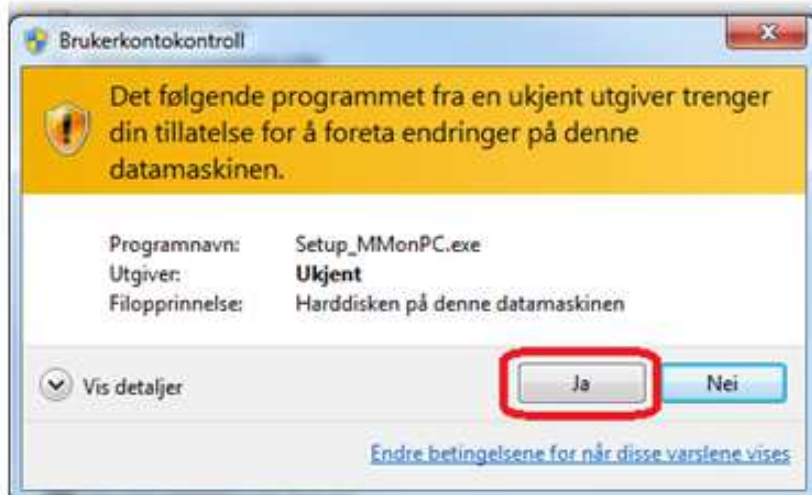 Brukerkontokontroll
Det følgende programmet fra en ukjent utgiver trenger
din tillatelse for å foreta endringer på denne
datamaskinen.
Programnavn: Setup_MMonPC.exe
Utgiver: Ukjent
Filopprinnelse: Harddisken på denne datamaskinen
Vis detaljer Ja Nei
Endre betingelsene for når disse varslene vises